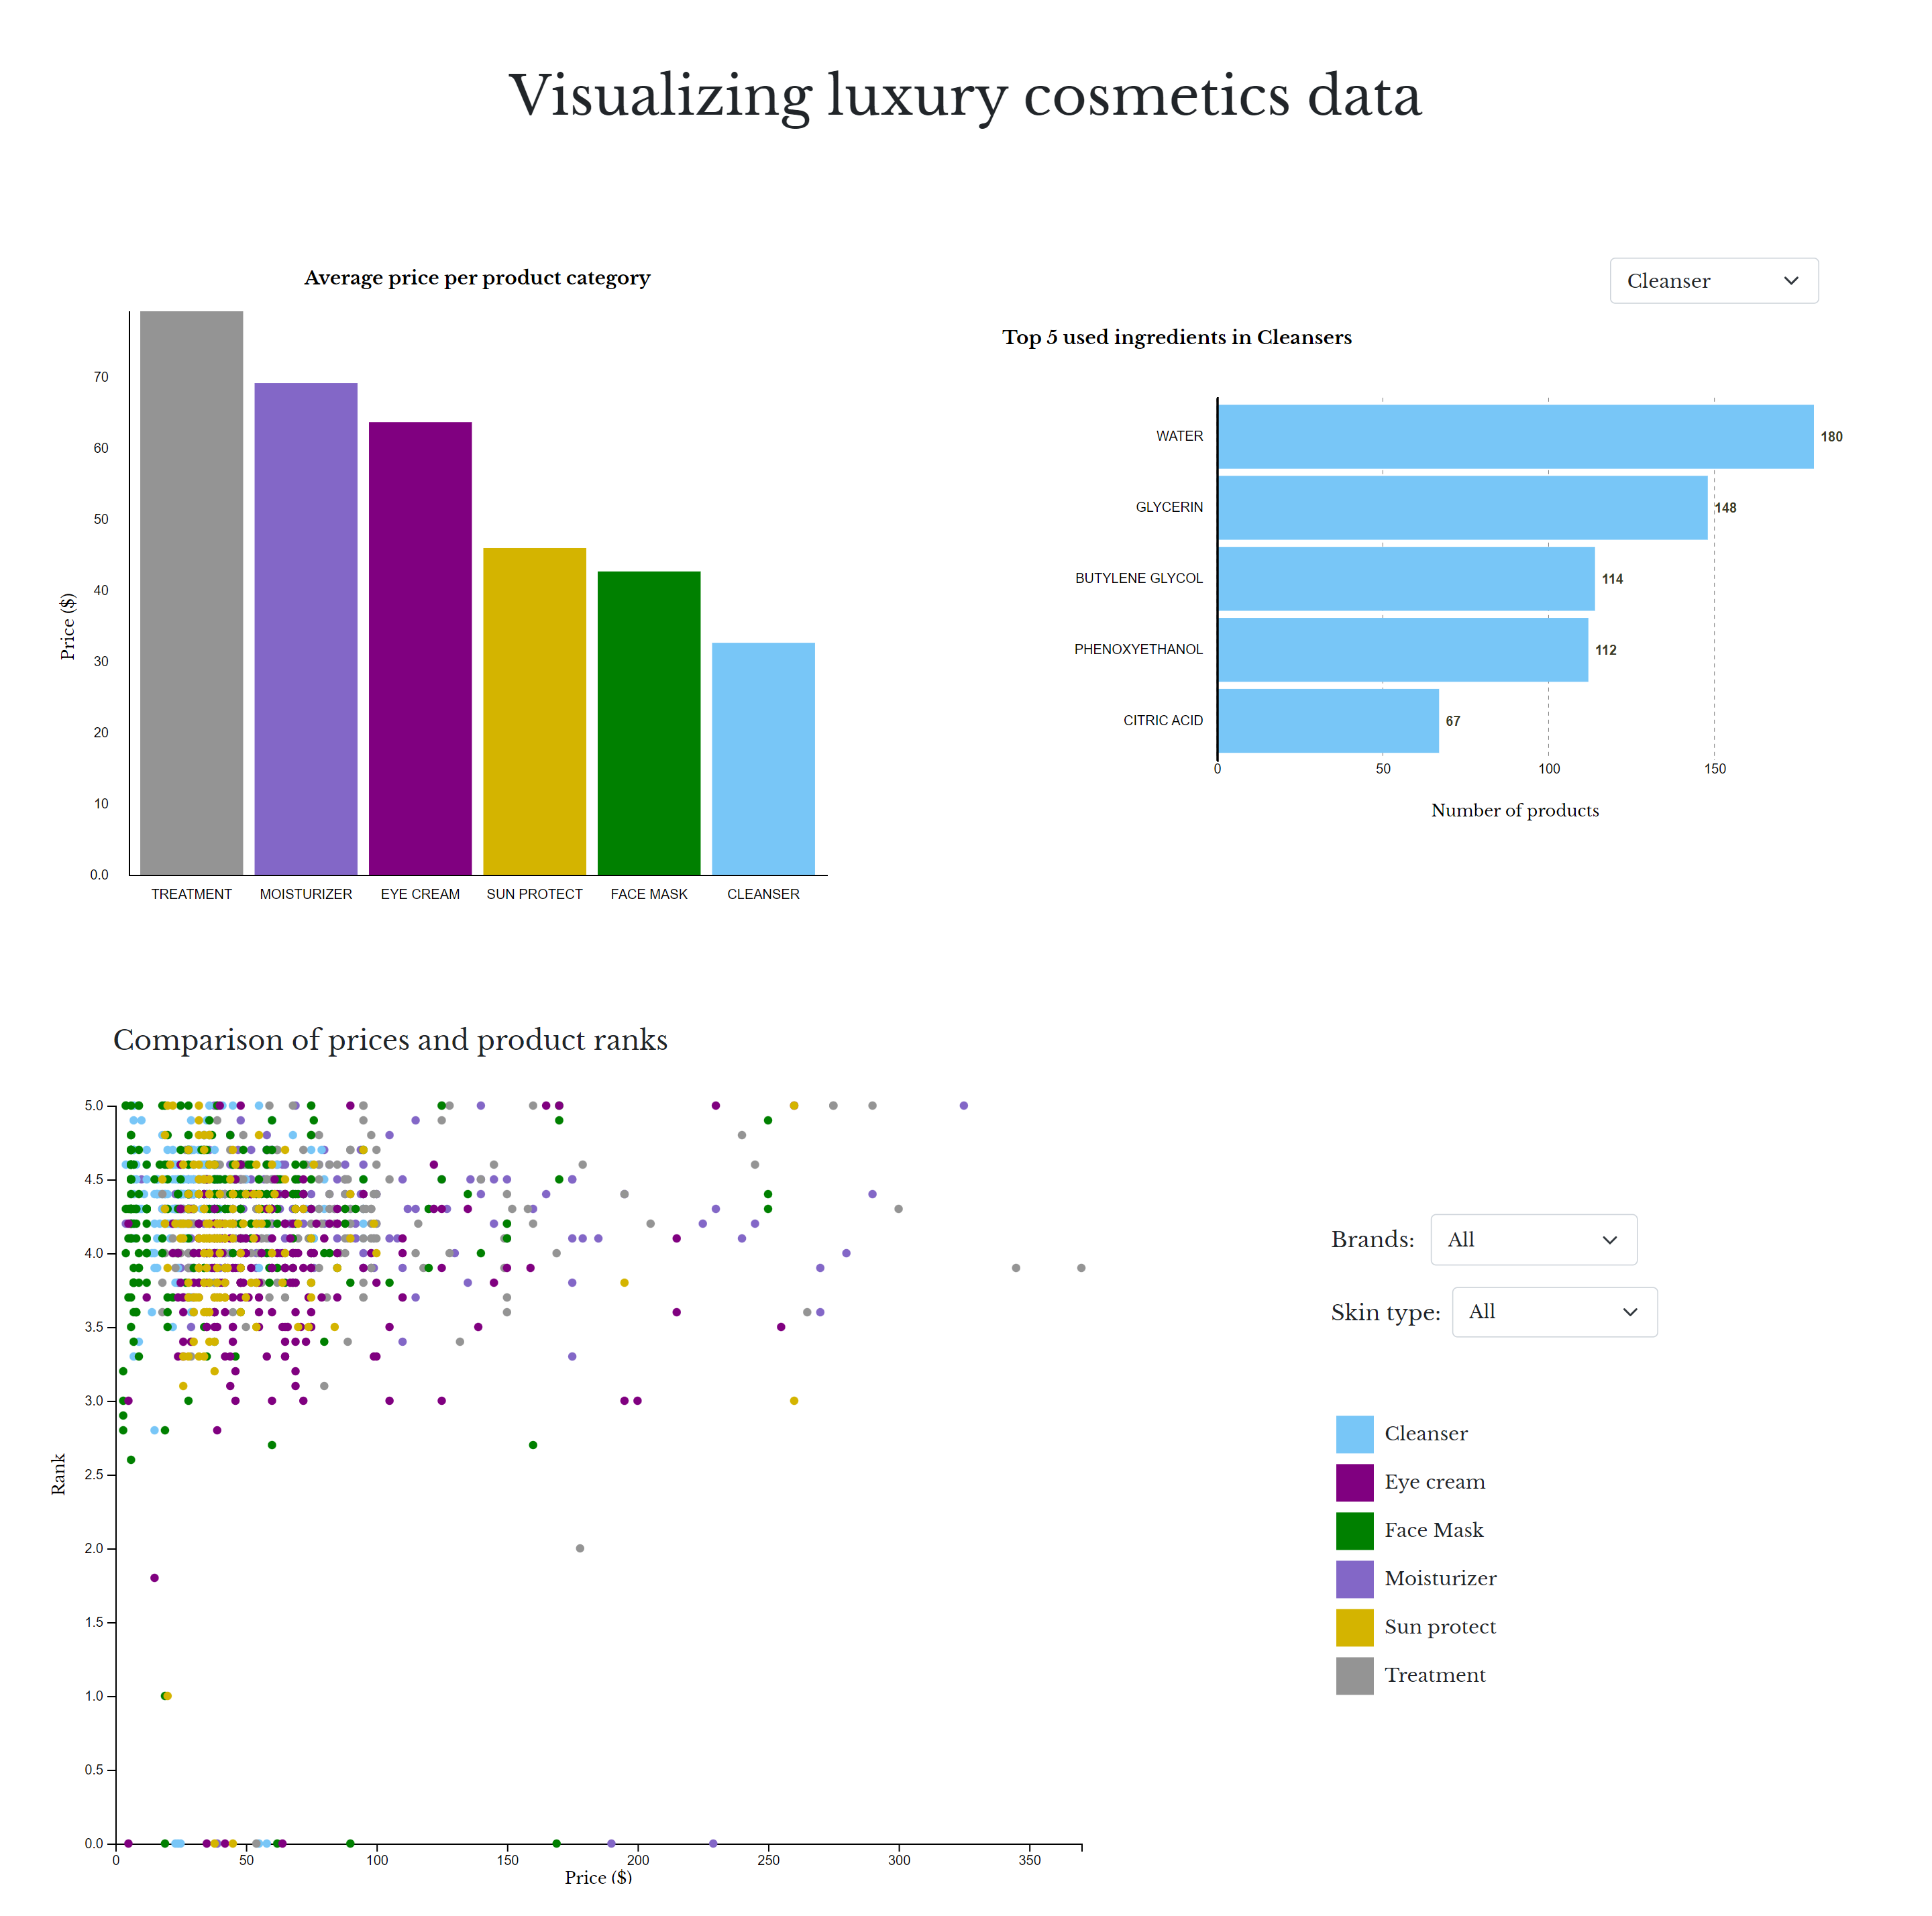 Visualizing luxury cosmetics data
Average price per product category
70
60
50
40
30
20
10
0.0
Price ($)
TREATMENT MOISTURIZER EYE CREAM SUN PROTECT FACE MASK CLEANSER
Cleanser
Top 5 used ingredients in Cleansers
WATER 180
GLYCERIN 148
BUTYLENE GLYCOL 114
PHENOXYETHANOL 112
CITRIC ACID 67
0 50 100 150
Number of products
Comparison of prices and product ranks
5.0
4.5
4.0
3.5
3.0
2.5
2.0
1.5
1.0
0.5
0.0
Rank
0 50 100 150 200 250 300 350
Price ($)
Brands: All
Skin type: All
Cleanser
Eye cream
Face Mask
Moisturizer
Sun protect
Treatment